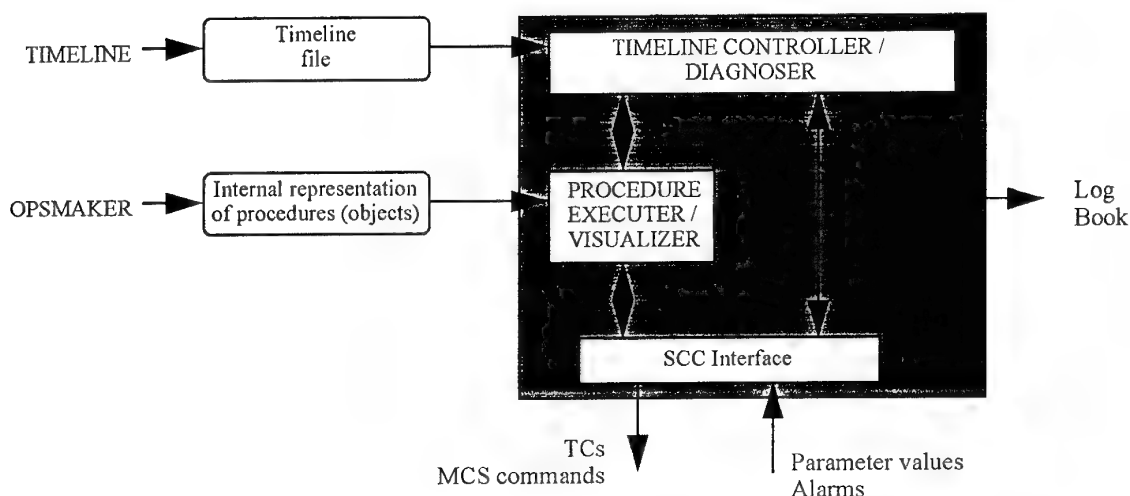 TIMELINE
Timeline
file
TIMELINE CONTROLLER /
DIAGNOSER
OPSMAKER
Internal representation
of procedures (objects)
PROCEDURE
EXECUTER /
VISUALIZER
Log
Book
SCC Interface
TCs
MCS commands
Parameter values
Alarms